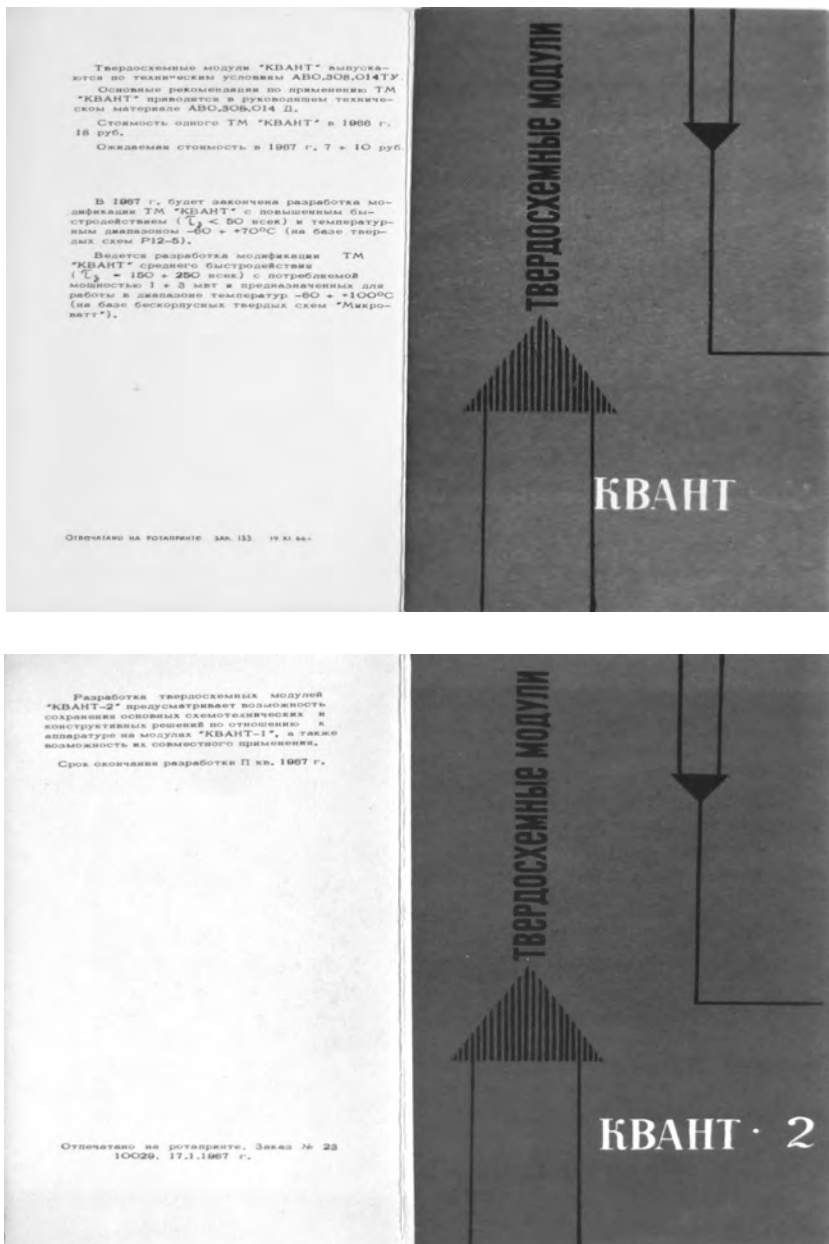 Твердосхемные модули "КВАНТ" выпуска-
ются по техническим условиям АВО.308.014ТУ.
Основные рекомендации по применению ТМ
"КВАНТ" приводятся в руководящем техниче-
ском материале АВО.308.014 Д.
Стоимость одного ТМ "КВАНТ" в 1966 г.
18 руб.
Ожидаемая стоимость в 1967 г. 7 ÷ 10 руб.
В 1967 г. будет закончена разработка мо-
дификации ТМ "КВАНТ" с повышенным бы-
стродействием (τз < 50 нсек) и температур-
ным диапазоном -60 ÷ +70°С (на базе твер-
дых схем Р12-5).
Ведется разработка модификации ТМ
"КВАНТ" среднего быстродействия
(τз = 150 ÷ 250 нсек) с потребляемой
мощностью 1 ÷ 3 мвт и предназначенных для
работы в диапазоне температур -60 ÷ +100°С
(на базе бескорпусных твердых схем "Микро-
ватт").
Отпечатано на ротапринте зак. 133 19 XI 66 г.
ТВЕРДОСХЕМНЫЕ МОДУЛИ
КВАНТ
Разработка твердосхемных модулей
"КВАНТ-2" предусматривает возможность
сохранения основных схемотехнических и
конструктивных решений по отношению к
аппаратуре на модулях "КВАНТ-1", а также
возможность их совместного применения.
Срок окончания разработки П кв. 1967 г.
Отпечатано на ротапринте. Заказ № 23
10029. 17.1.1967 г.
ТВЕРДОСХЕМНЫЕ МОДУЛИ
КВАНТ · 2